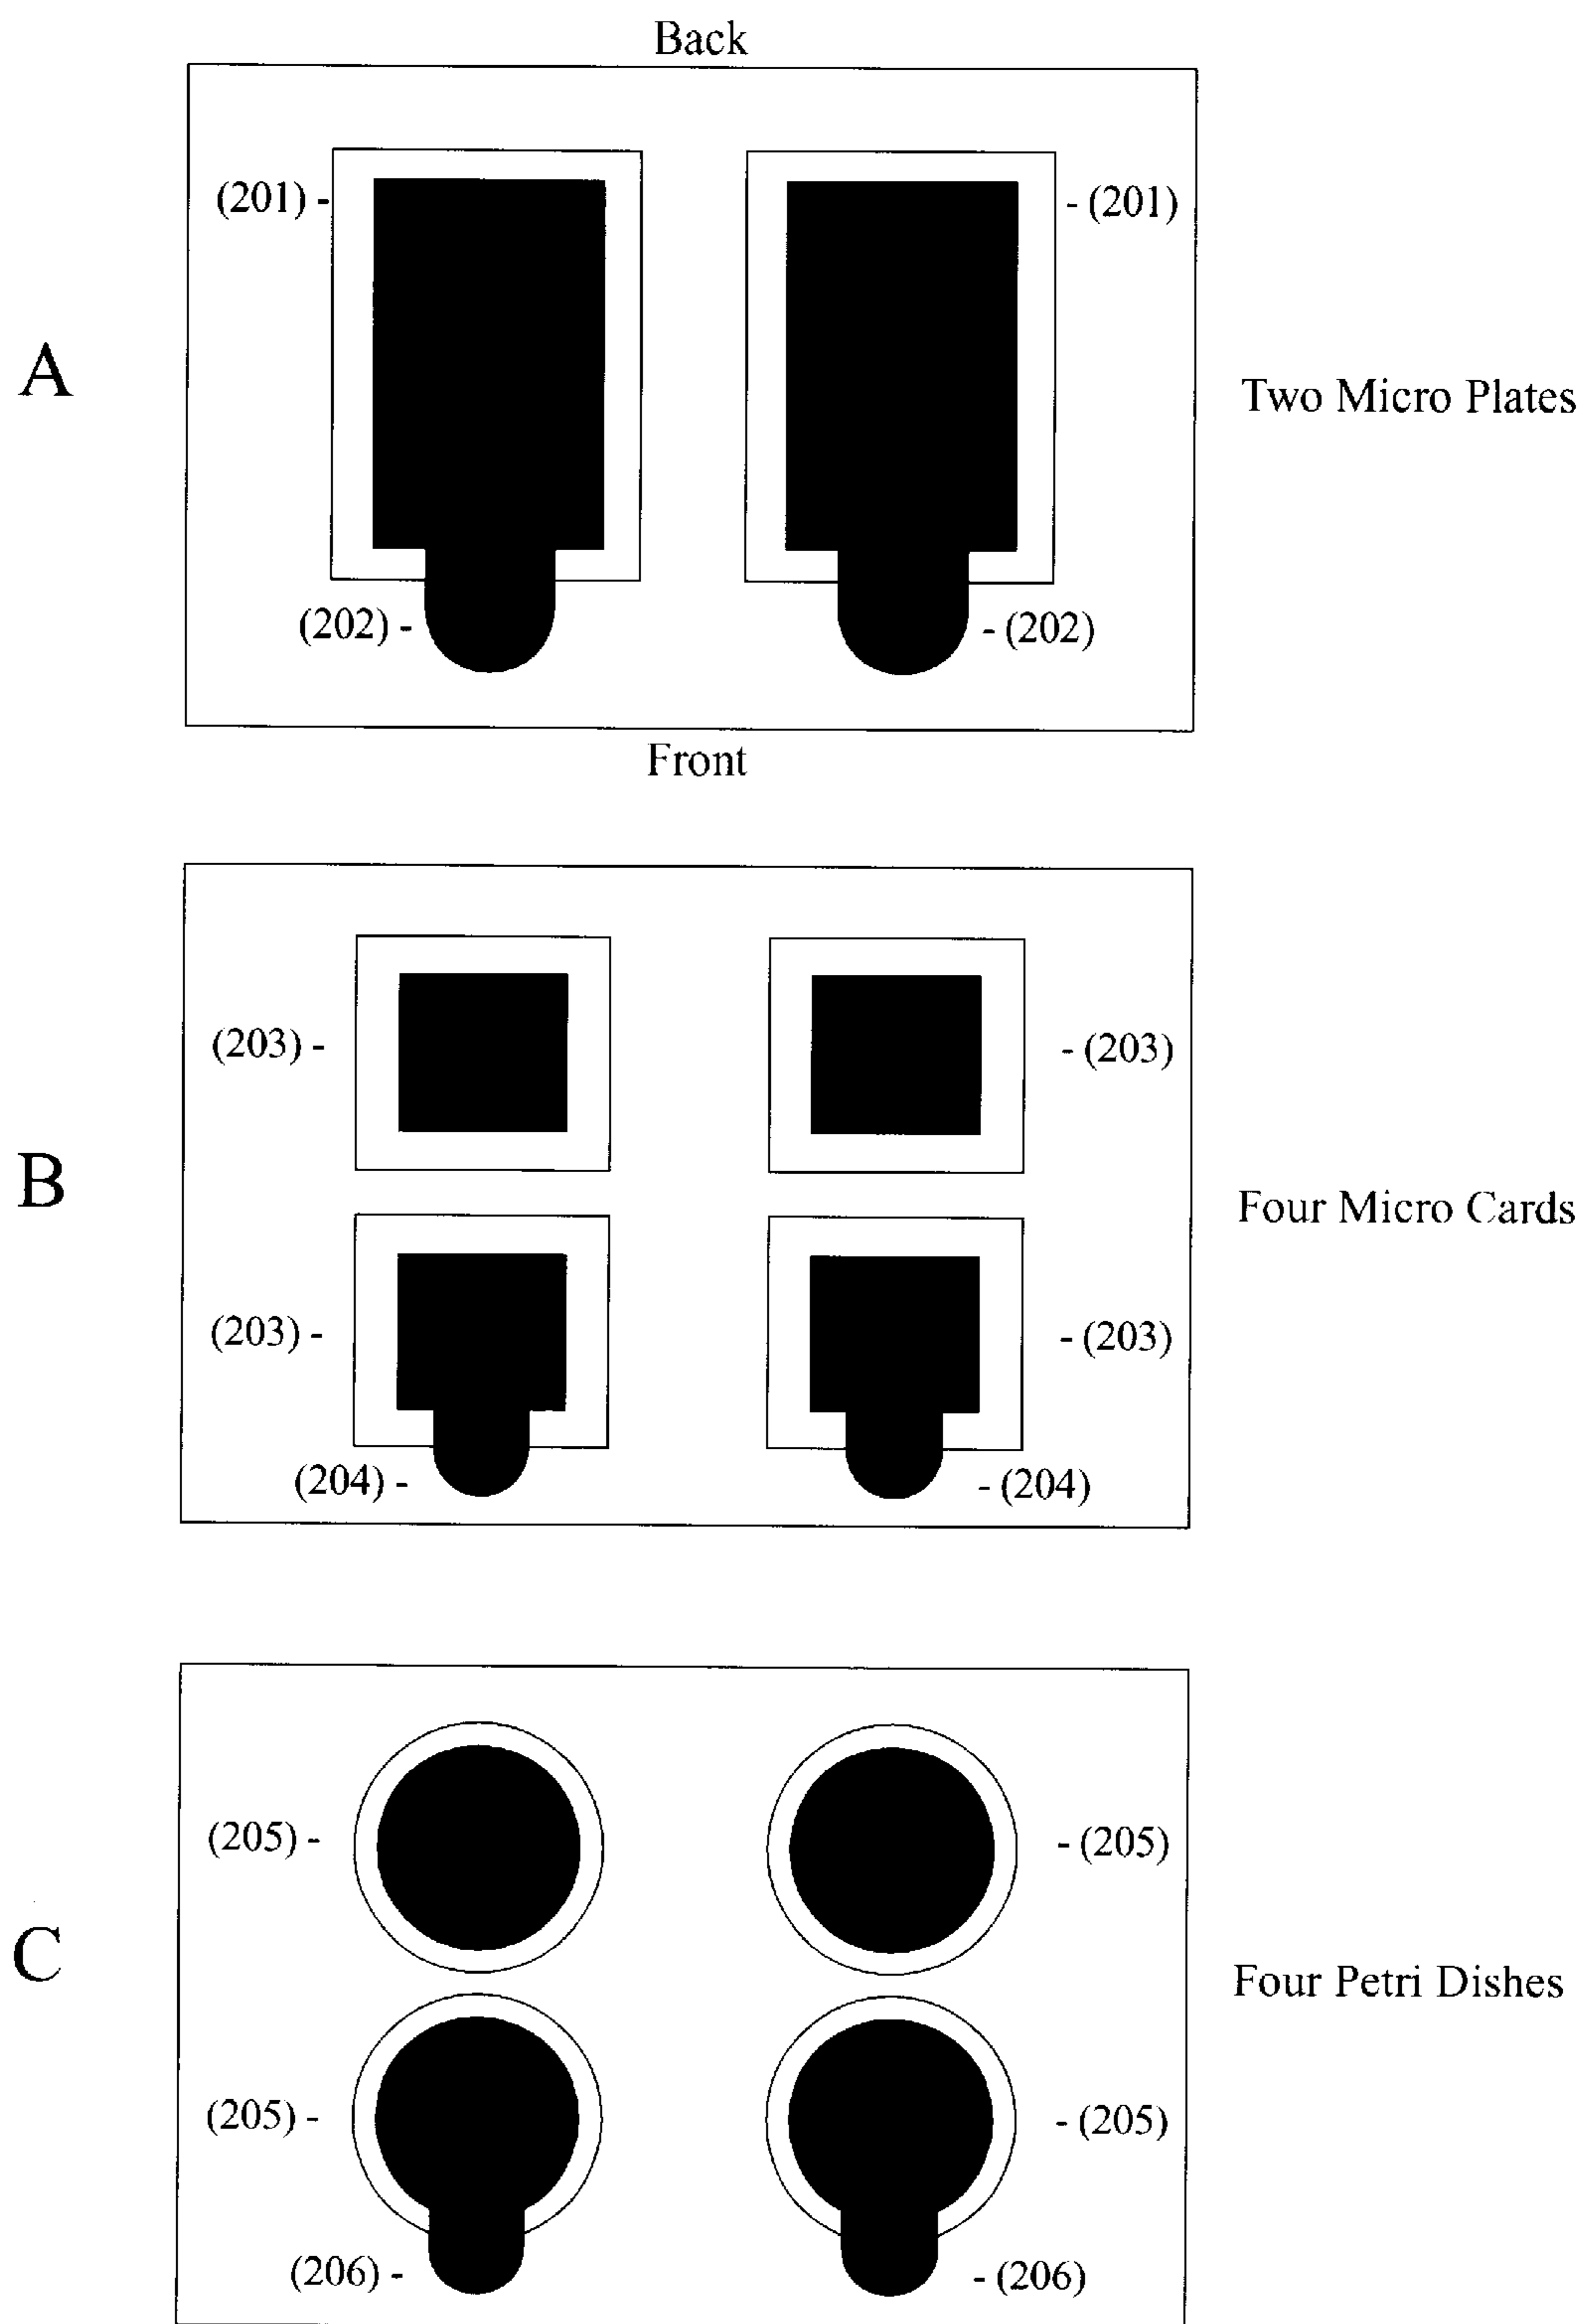 Back
(201) - - (201)
A
Two Micro Plates
(202) - - (202)
Front
(203) - - (203)
B
Four Micro Cards
(203) - - (203)
(204) - - (204)
(205) - - (205)
C
Four Petri Dishes
(205) - - (205)
(206) - - (206)